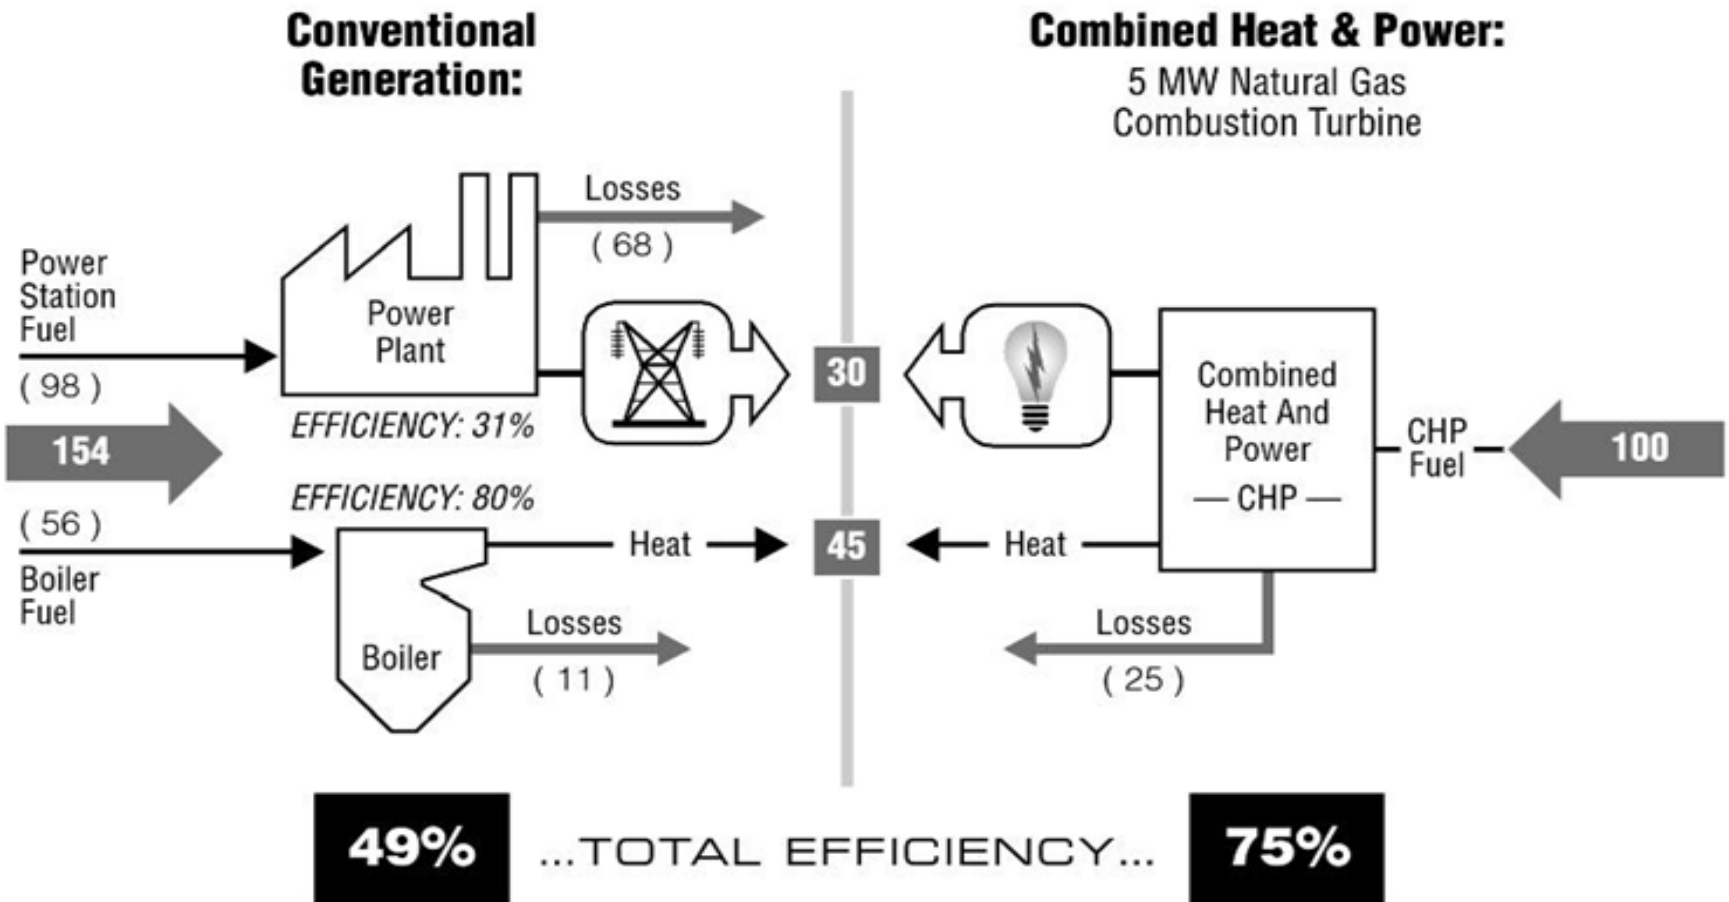 Conventional
Generation:
Combined Heat & Power:
5 MW Natural Gas
Combustion Turbine
Losses
( 68 )
Power
Station
Fuel
( 98 )
Power
Plant
30
Combined
Heat And
Power
— CHP —
CHP
Fuel
100
EFFICIENCY: 31%
154
EFFICIENCY: 80%
( 56 )
Boiler
Fuel
Heat
45
Heat
Boiler
Losses
( 11 )
Losses
( 25 )
49%
...TOTAL EFFICIENCY...
75%